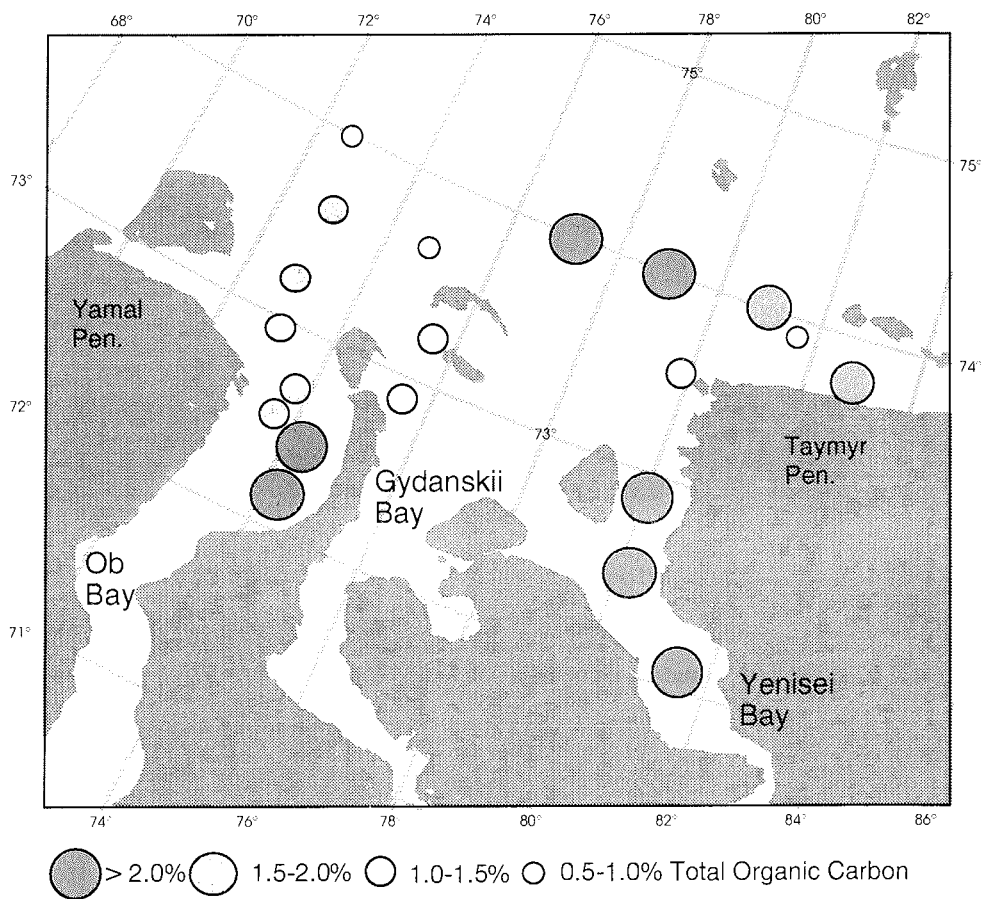 68° 70° 72° 74° 76° 78° 80° 82°
75°
75°
73°
Yamal
Pen.
74°
72°
73°
Taymyr
Pen.
Gydanskii
Bay
Ob
Bay
71°
Yenisei
Bay
74° 76° 78° 80° 82° 84° 86°
> 2.0% 1.5-2.0% 1.0-1.5% 0.5-1.0% Total Organic Carbon